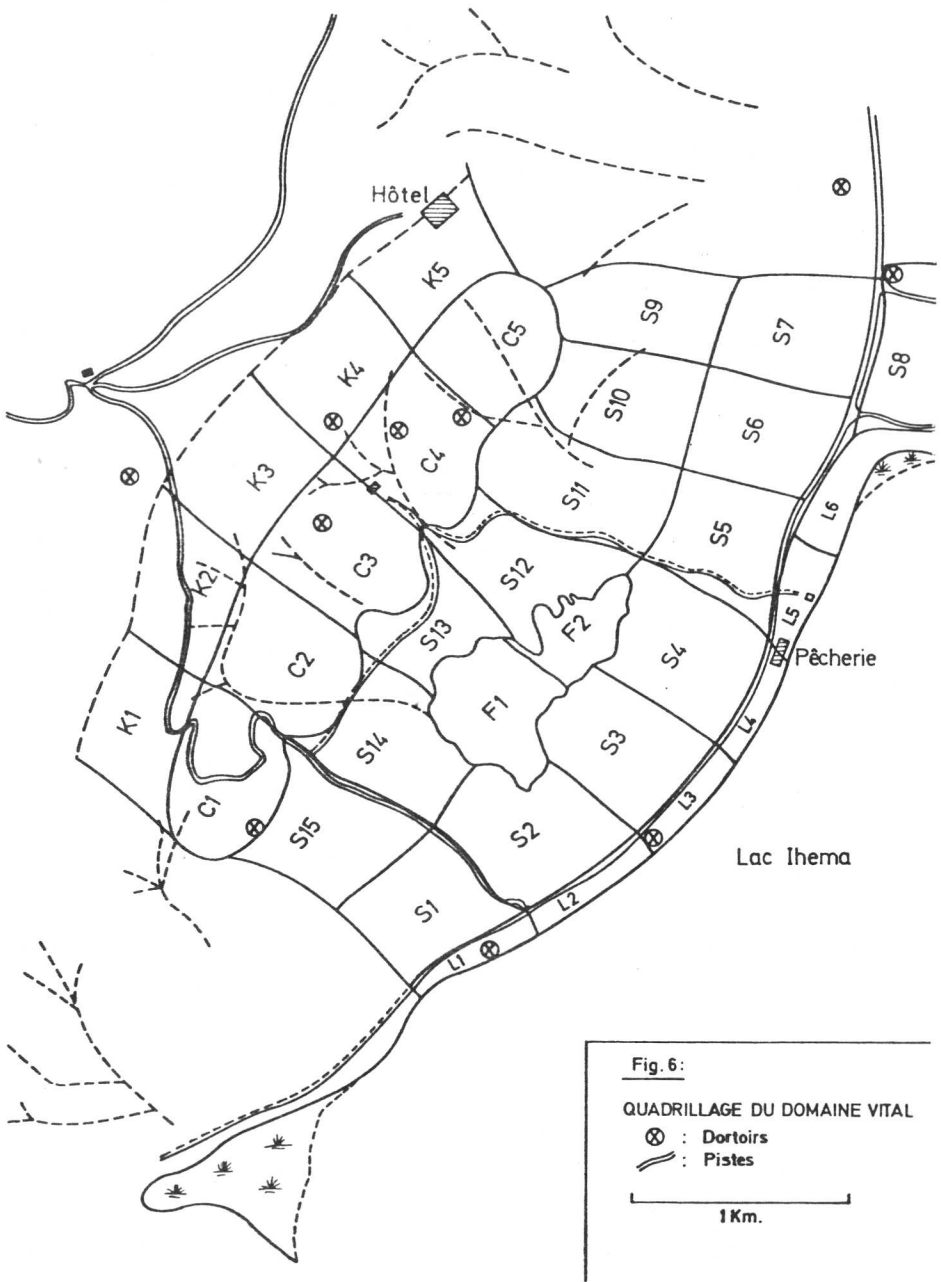 Hôtel
K5
C5
S9
S7
S8
K4
S10
S6
C4
K3
S11
S5
L6
C3
S12
K2
F2
L5
S13
S4
Pêcherie
C2
F1
K1
S14
S3
L4
C1
S15
S2
L3
Lac Ihema
S1
L2
L1
Fig. 6:
QUADRILLAGE DU DOMAINE VITAL
: Dortoirs
: Pistes
1Km.